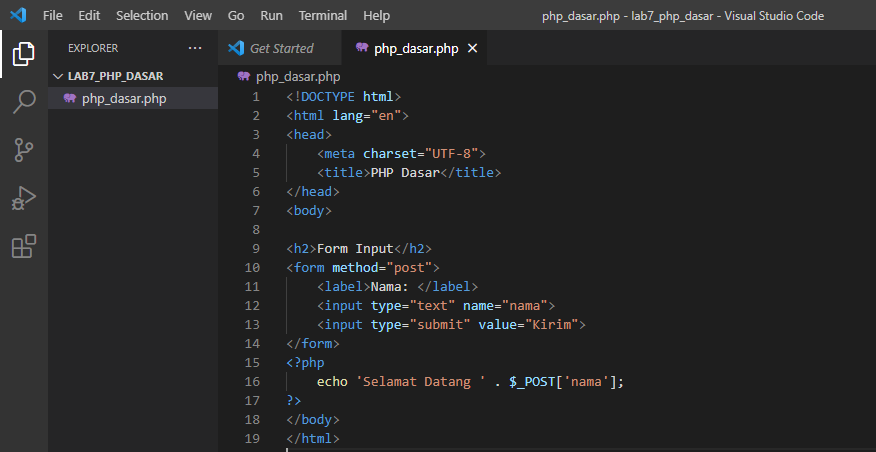 File Edit Selection View Go Run Terminal Help php_dasar.php - lab7_php_dasar - Visual Studio Code
EXPLORER ···
LAB7_PHP_DASAR
php_dasar.php
Get Started php_dasar.php
php_dasar.php
1 <!DOCTYPE html>
2 <html lang="en">
3 <head>
4 <meta charset="UTF-8">
5 <title>PHP Dasar</title>
6 </head>
7 <body>
8
9 <h2>Form Input</h2>
10 <form method="post">
11 <label>Nama: </label>
12 <input type="text" name="nama">
13 <input type="submit" value="Kirim">
14 </form>
15 <?php
16 echo 'Selamat Datang ' . $_POST['nama'];
17 ?>
18 </body>
19 </html>